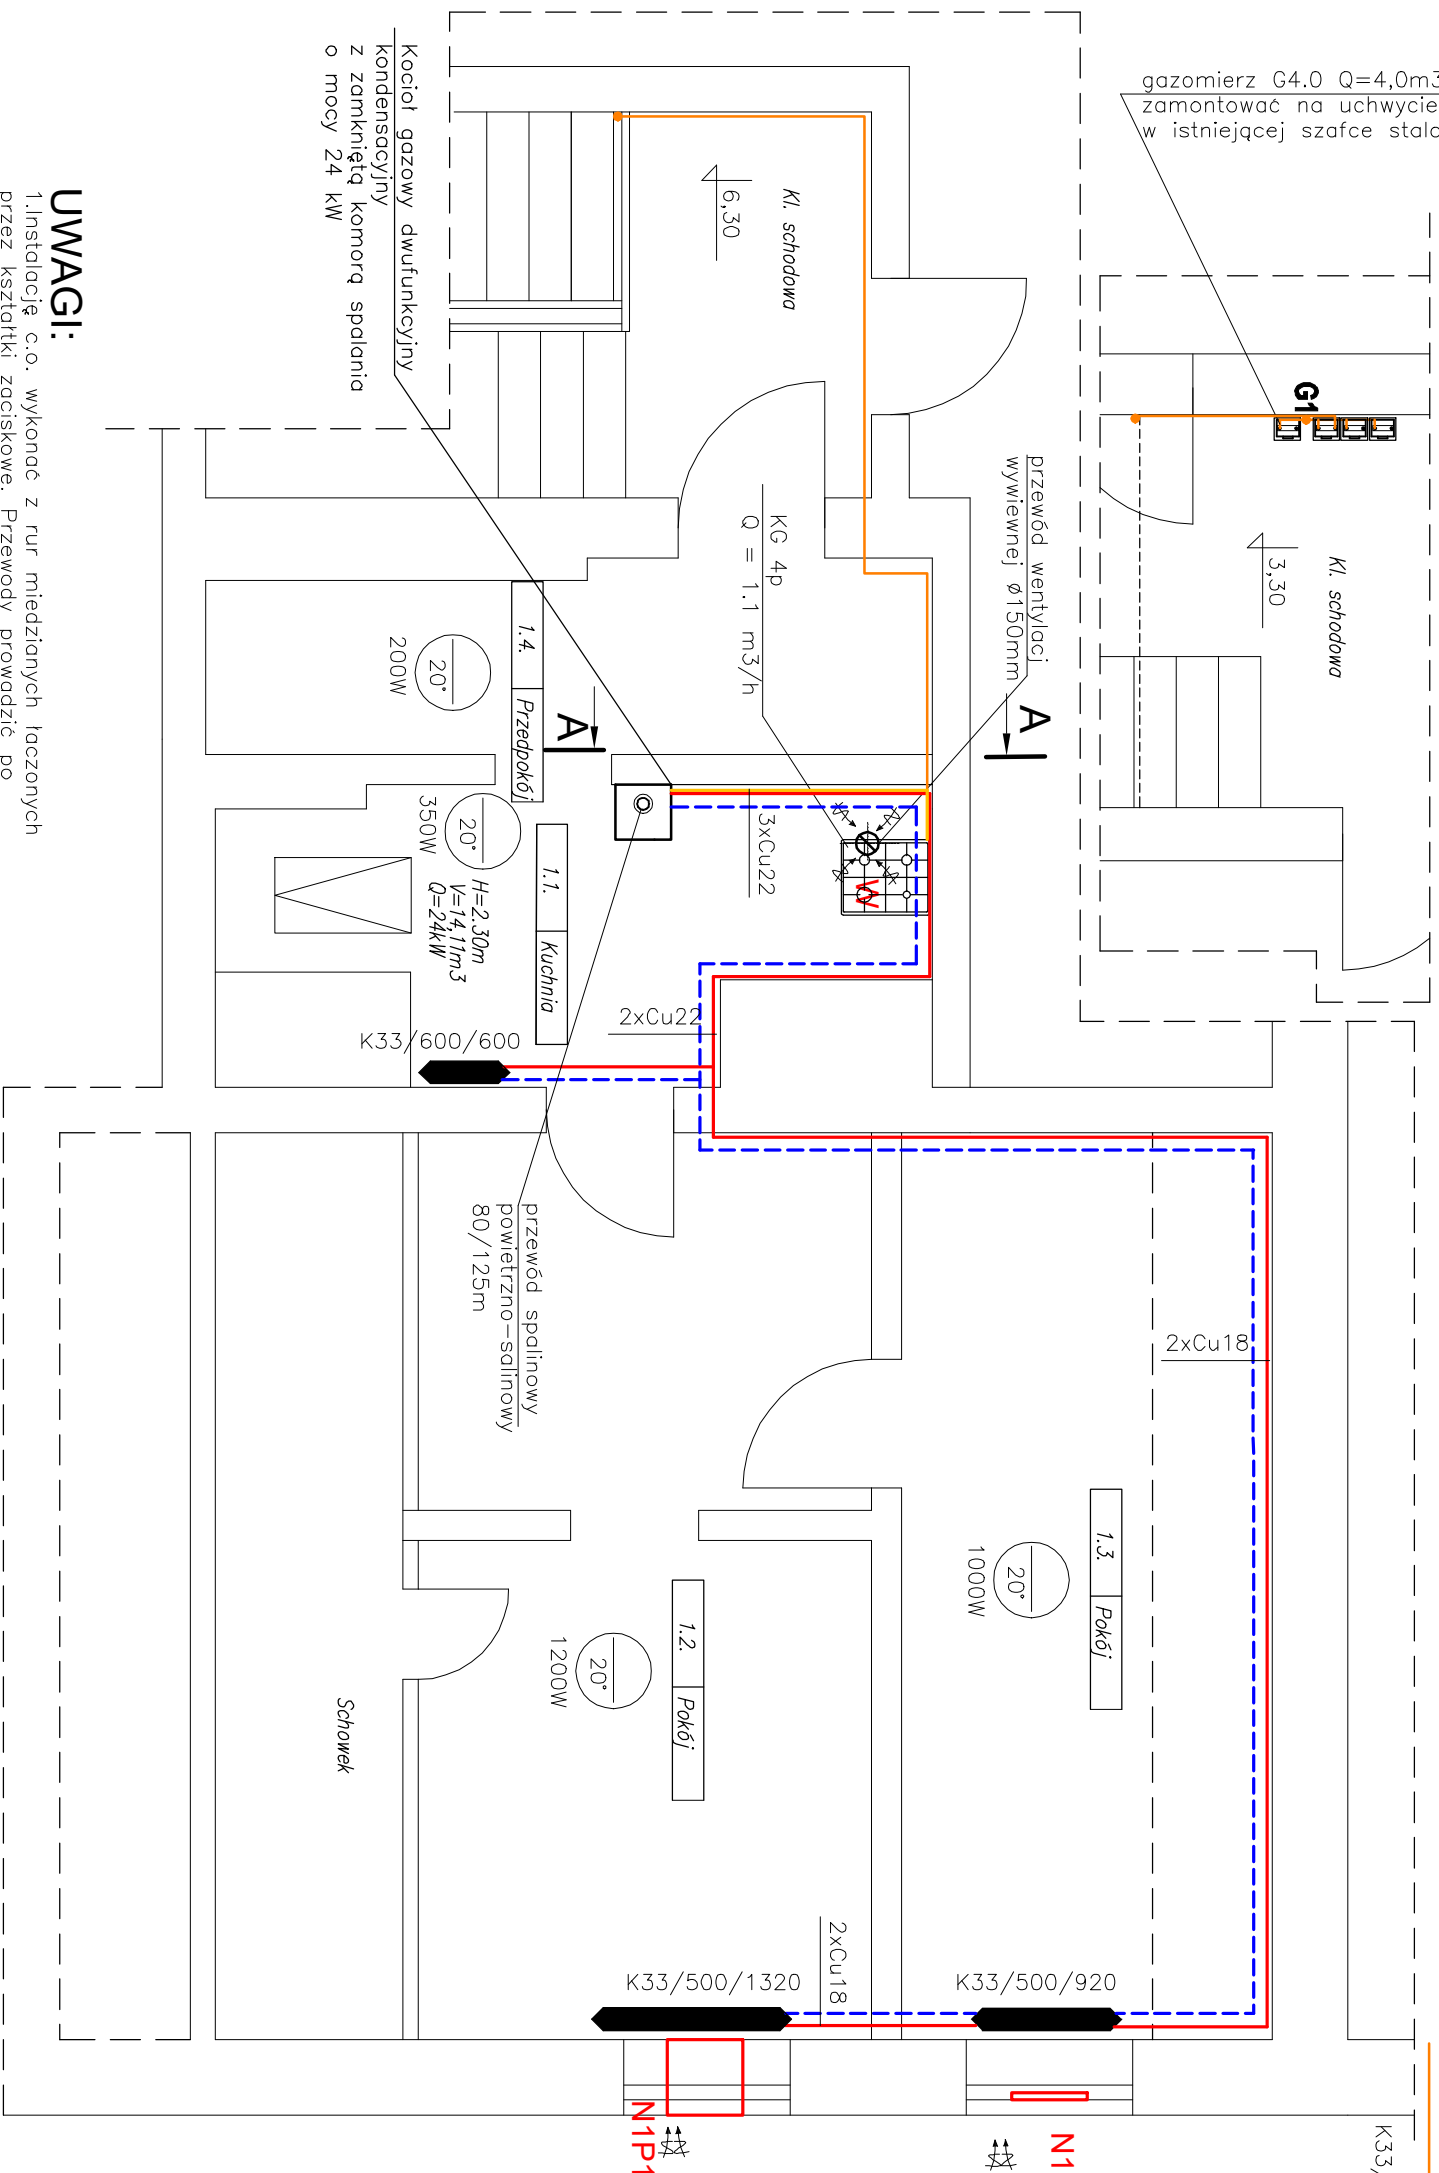 gazomierz G4.0 Q=4,0m3
zamontować na uchwycie
w istniejącej szafce
G1
Kl. schodowa
3,30
Kl. schodowa
6,30
Kocioł gazowy dwufunkcyjny
kondensacyjny
z zamkniętą komorą spalania
o mocy 24 kW
przewód wentylacj
wywiewnej ø150mm
KG 4p
Q = 1.1 m3/h
A
A
1.4. Przedpokój
20°
200W
3xCu22
W
1.1. Kuchnia
20°
350W
H=2.30m
V=14,11m3
Q=24kW
2xCu22
K33/600/600
przewód spalinowy
powietrzno-salinowy
80/125m
2xCu18
1.3. Pokój
20°
1000W
1.2. Pokój
20°
1200W
Schowek
2xCu18
K33/500/1320
K33/500/920
N1P1
N1
K33/
UWAGI:
1.Instalację c.o. wykonać z rur miedzianych łaczonych
przez kształtki zaciskowe. Przewody prowadzić po